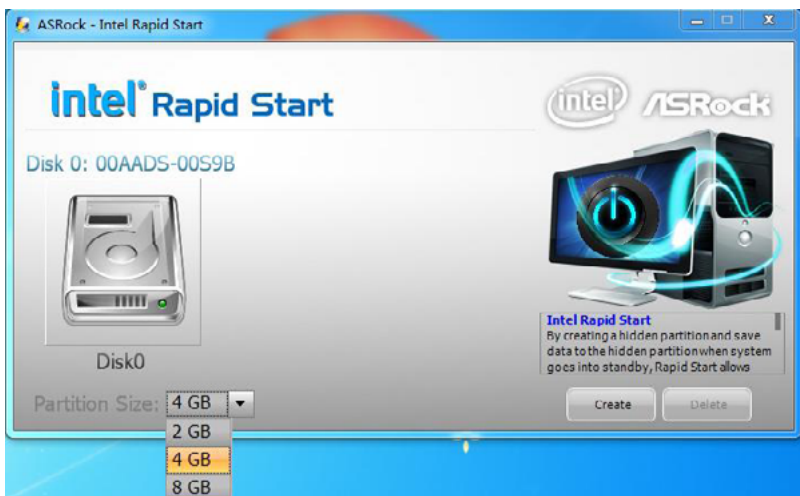 ASRock - Intel Rapid Start
intel® Rapid Start
intel® ASRock
Disk 0: 00AADS-00S9B
Disk0
Intel Rapid Start
By creating a hidden partition and save
data to the hidden partition when system
goes into standby, Rapid Start allows
Partition Size: 4 GB
Create
Delete
2 GB
4 GB
8 GB